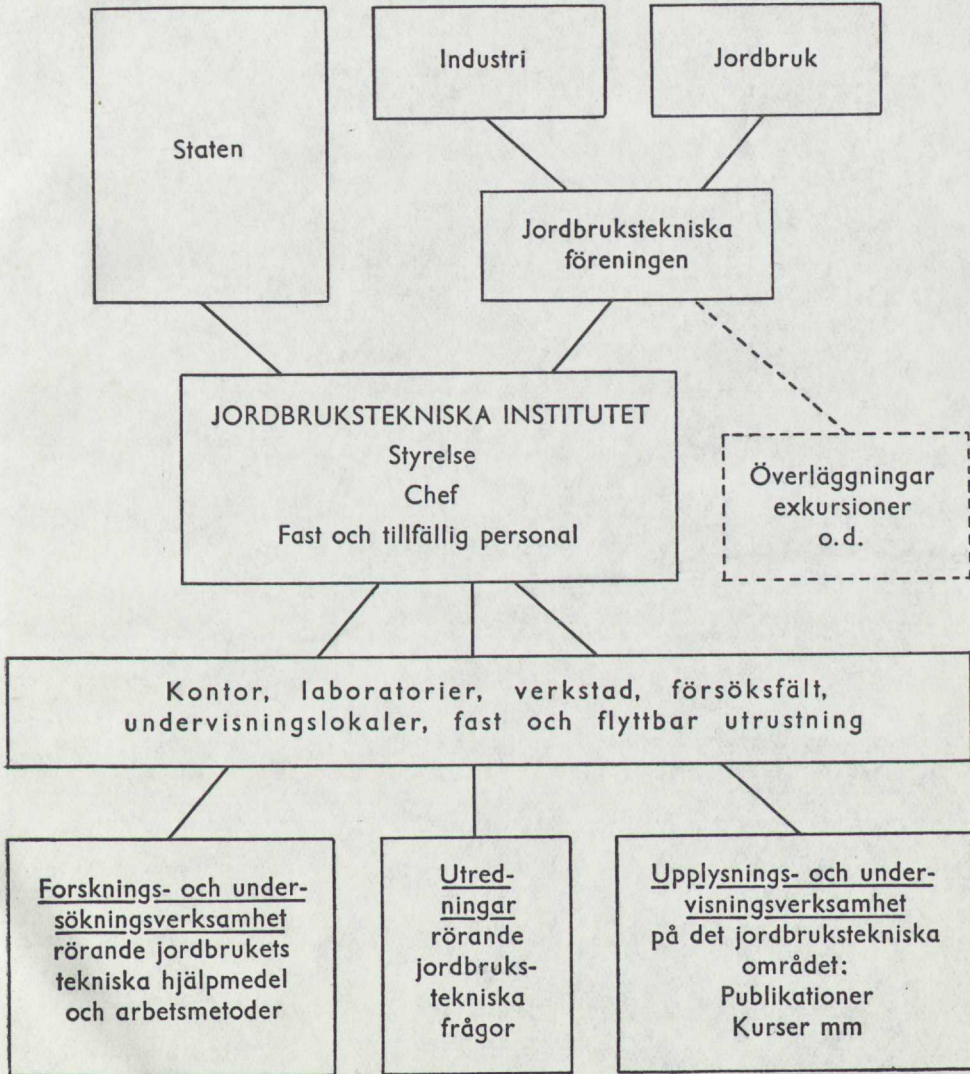 Industri
Jordbruk
Staten
Jordbrukstekniska
föreningen
JORDBRUKSTEKNISKA INSTITUTET
Styrelse
Chef
Fast och tillfällig personal
Överläggningar
exkursioner
o.d.
Kontor, laboratorier, verkstad, försöksfält,
undervisningslokaler, fast och flyttbar utrustning
Forsknings- och under-
sökningsverksamhet
rörande jordbrukets
tekniska hjälpmedel
och arbetsmetoder
Utred-
ningar
rörande
jordbruks-
tekniska
frågor
Upplysnings- och under-
visningsverksamhet
på det jordbrukstekniska
området:
Publikationer
Kurser mm